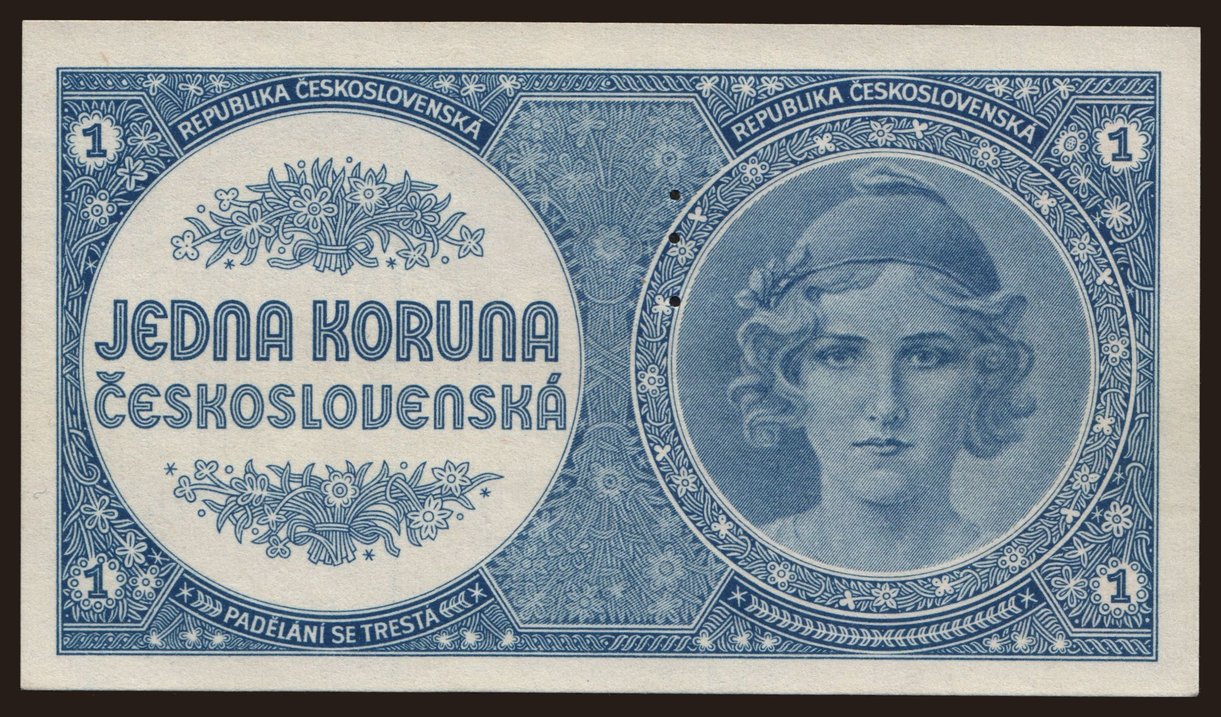 REPUBLIKA ČESKOSLOVENSKÁ
REPUBLIKA ČESKOSLOVENSKÁ
1
1
JEDNA KORUNA
ČESKOSLOVENSKÁ
1
1
PADĚLÁNÍ SE TRESTÁ